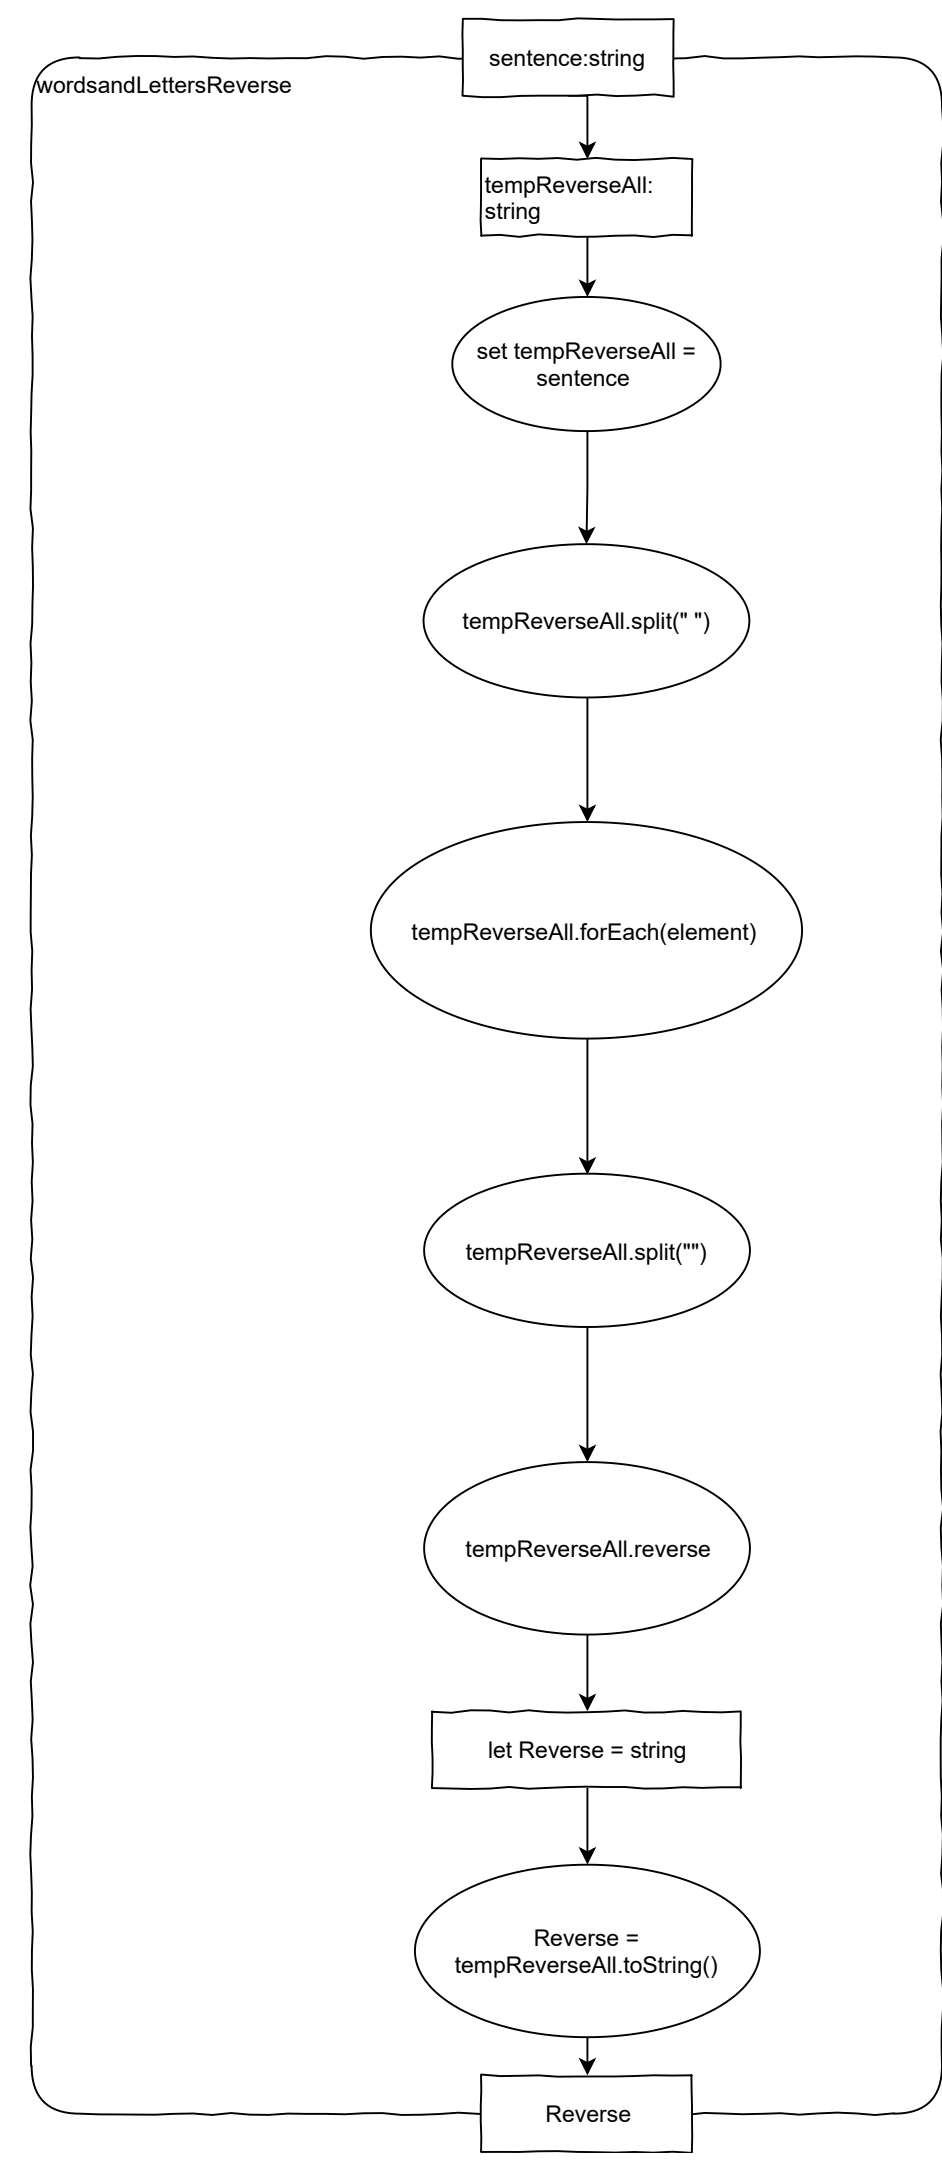 sentence:string
wordsandLettersReverse
tempReverseAll:
string
set tempReverseAll =
sentence
tempReverseAll.split(" ")
tempReverseAll.forEach(element)
tempReverseAll.split("")
tempReverseAll.reverse
let Reverse = string
Reverse =
tempReverseAll.toString()
Reverse